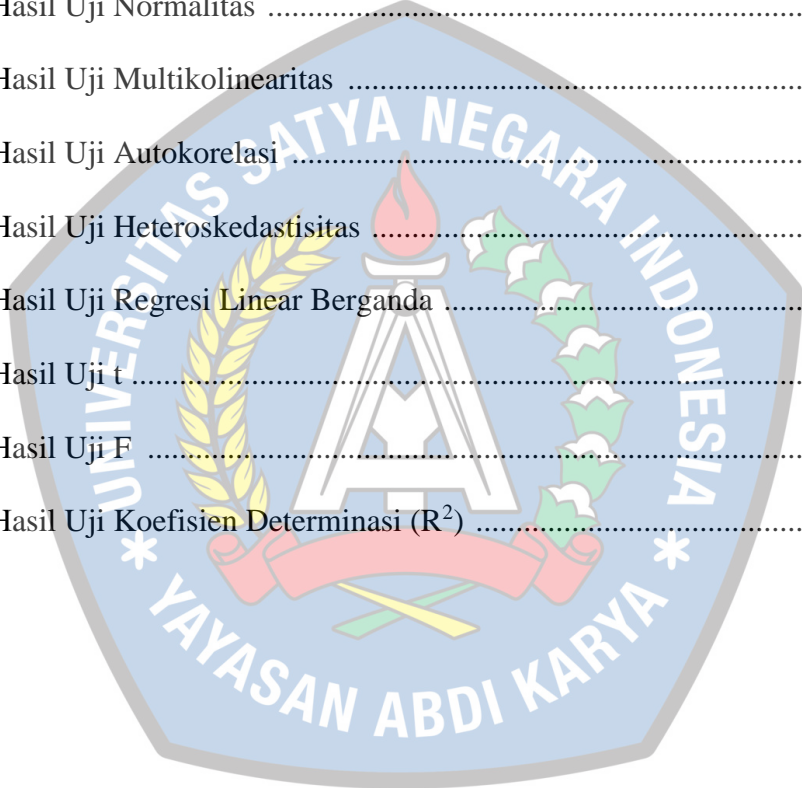 Hasil Uji Normalitas ........................................................................
Hasil Uji Multikolinearitas ............................................................
Hasil Uji Autokorelasi ....................................................................
Hasil Uji Heteroskedastisitas .........................................................
Hasil Uji Regresi Linear Berganda ................................................
Hasil Uji t ........................................................................................
Hasil Uji F ......................................................................................
Hasil Uji Koefisien Determinasi (R²) ............................................
UNIVERSITAS SATYA NEGARA INDONESIA
* YAYASAN ABDI KARYA *